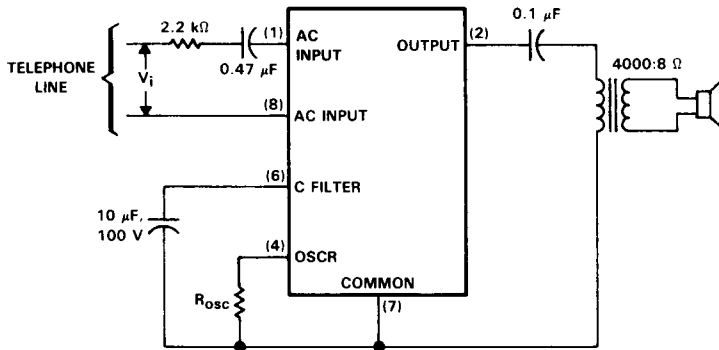 2.2 kΩ
0.47 μF
TELEPHONE
LINE
Vi
(1)
AC
INPUT
(8)
AC INPUT
(6)
C FILTER
10 μF,
100 V
(4)
OSCR
Rosc
COMMON
(7)
OUTPUT
(2)
0.1 μF
4000:8 Ω